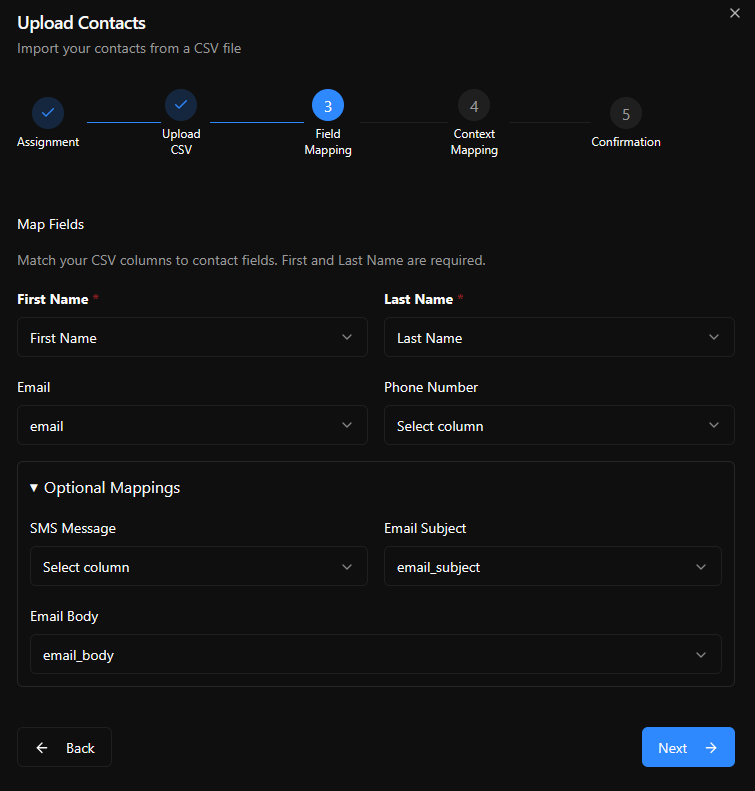 Upload Contacts
Import your contacts from a CSV file
3
4
5
Assignment
Upload
CSV
Field
Mapping
Context
Mapping
Confirmation
Map Fields
Match your CSV columns to contact fields. First and Last Name are required.
First Name *
Last Name *
First Name
Last Name
Email
Phone Number
email
Select column
Optional Mappings
SMS Message
Email Subject
Select column
email_subject
Email Body
email_body
Back
Next